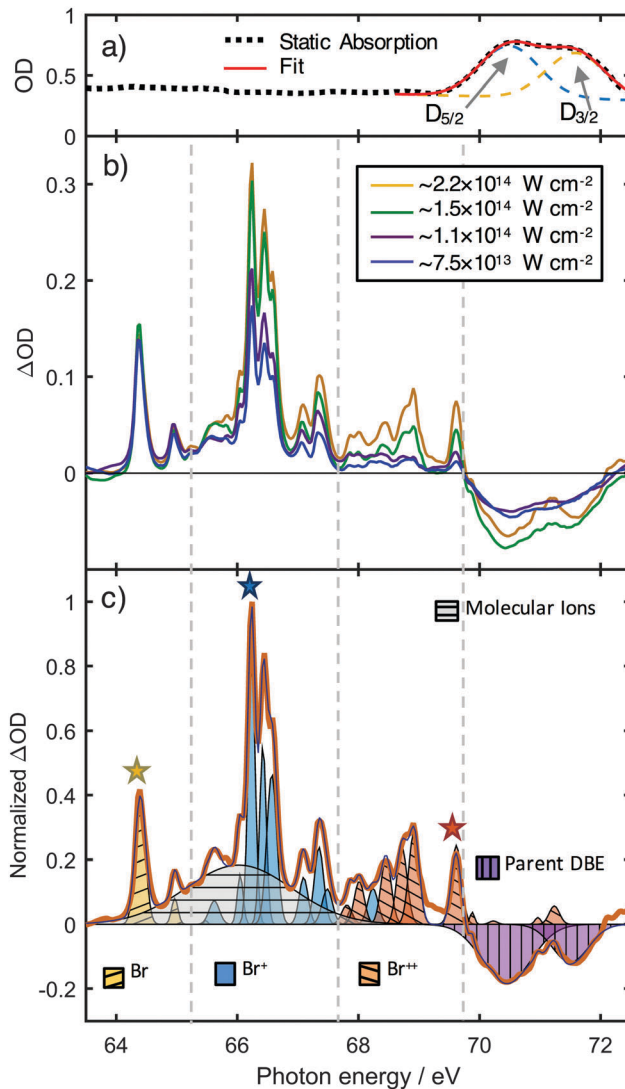 a)
Static Absorption
Fit
D5/2
D3/2
OD
1
0.5
0
b)
~2.2×10¹⁴ W cm⁻²
~1.5×10¹⁴ W cm⁻²
~1.1×10¹⁴ W cm⁻²
~7.5×10¹³ W cm⁻²
ΔOD
0.3
0.2
0.1
0
c)
Molecular Ions
Parent DBE
Br
Br⁺
Br⁺⁺
Normalized ΔOD
1
0.8
0.6
0.4
0.2
0
-0.2
64 66 68 70 72
Photon energy / eV